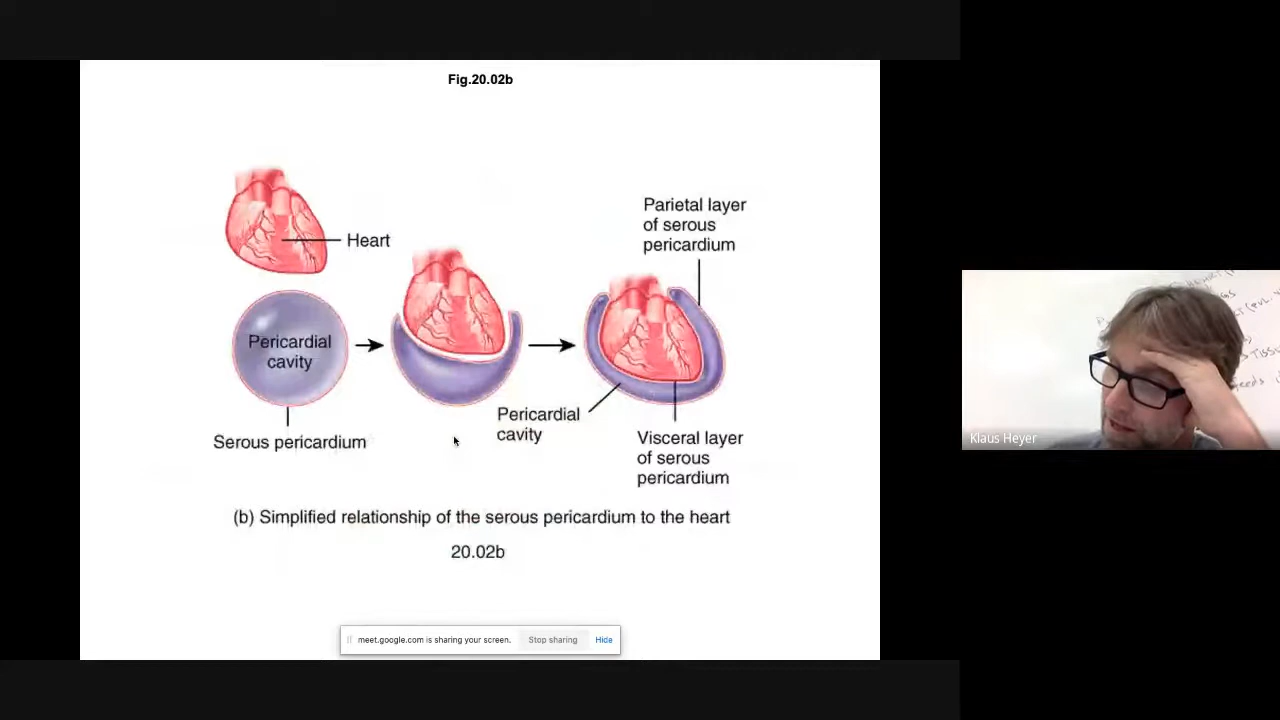 Fig.20.02b
Parietal layer
of serous
pericardium
Heart
Pericardial
cavity
Pericardial
cavity
Serous pericardium
Visceral layer
of serous
pericardium
(b) Simplified relationship of the serous pericardium to the heart
20.02b
meet.google.com is sharing your screen.
Stop sharing
Hide
Klaus Heyer